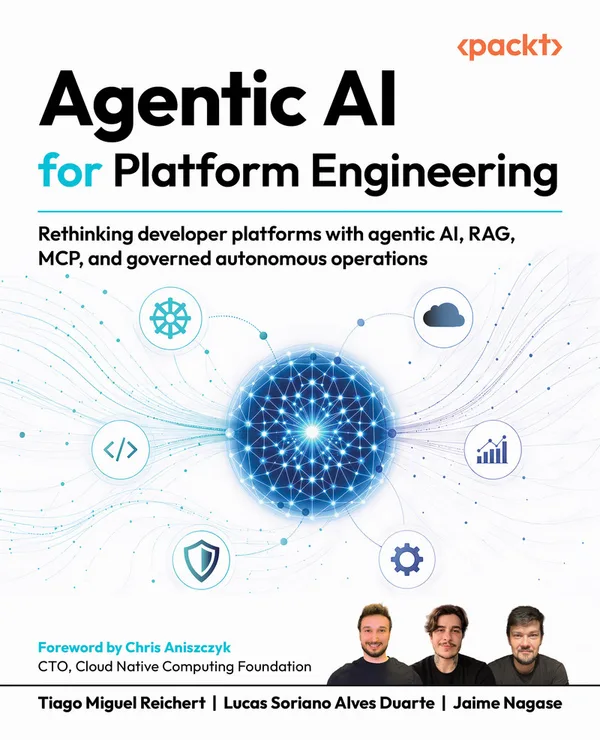 <packt>
Agentic AI
for Platform Engineering
Rethinking developer platforms with agentic AI, RAG,
MCP, and governed autonomous operations
</>
Foreword by Chris Aniszczyk
CTO, Cloud Native Computing Foundation
Tiago Miguel Reichert | Lucas Soriano Alves Duarte | Jaime Nagase